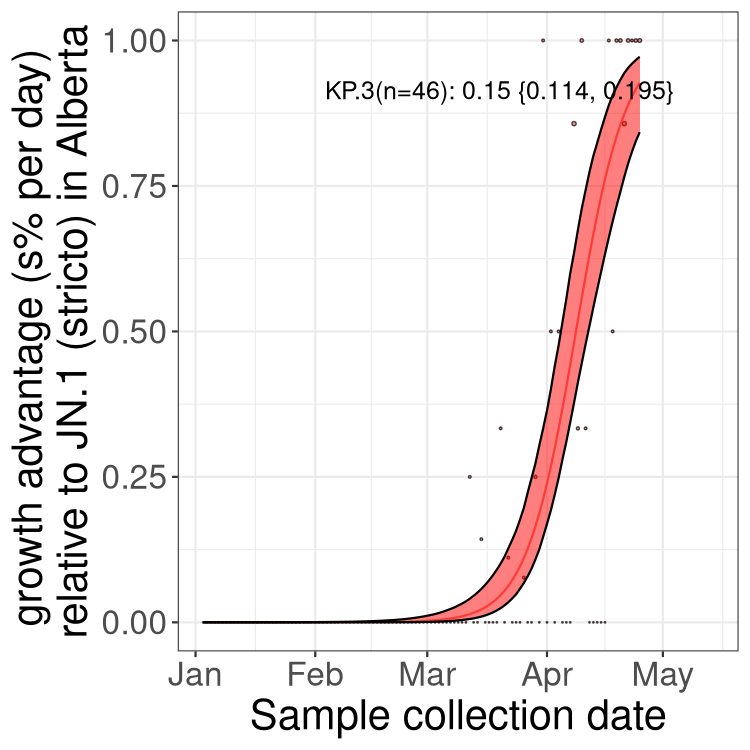 growth advantage (s% per day)
relative to JN.1 (stricto) in Alberta
1.00
0.75
0.50
0.25
0.00
KP.3(n=46): 0.15 {0.114, 0.195}
Jan Feb Mar Apr May
Sample collection date